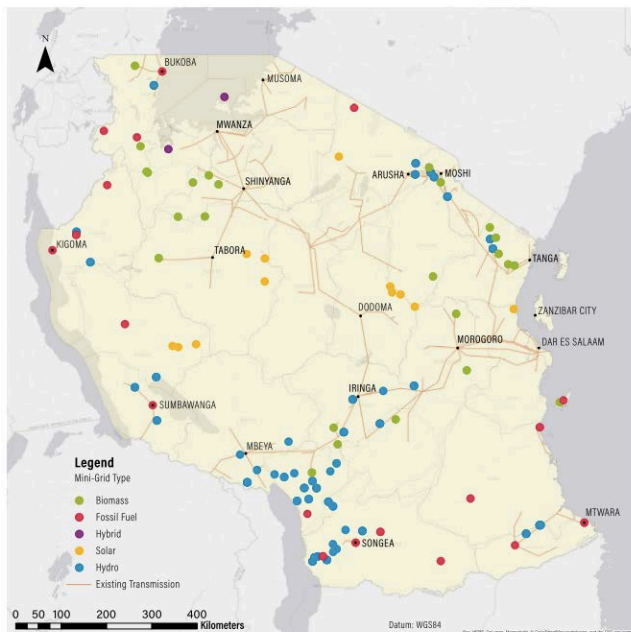 N
BUKOBA
MUSOMA
MWANZA
ARUSHA
MOSHI
SHINYANGA
KIGOMA
TABORA
TANGA
DODOMA
ZANZIBAR CITY
MOROGORO
DAR ES SALAAM
IRINGA
SUMBAWANGA
MBEYA
MTWARA
SONGEA
Legend
Mini-Grid Type
Biomass
Fossil Fuel
Hybrid
Solar
Hydro
Existing Transmission
0 50 100 200 300 400
Kilometers
Datum: WGS84